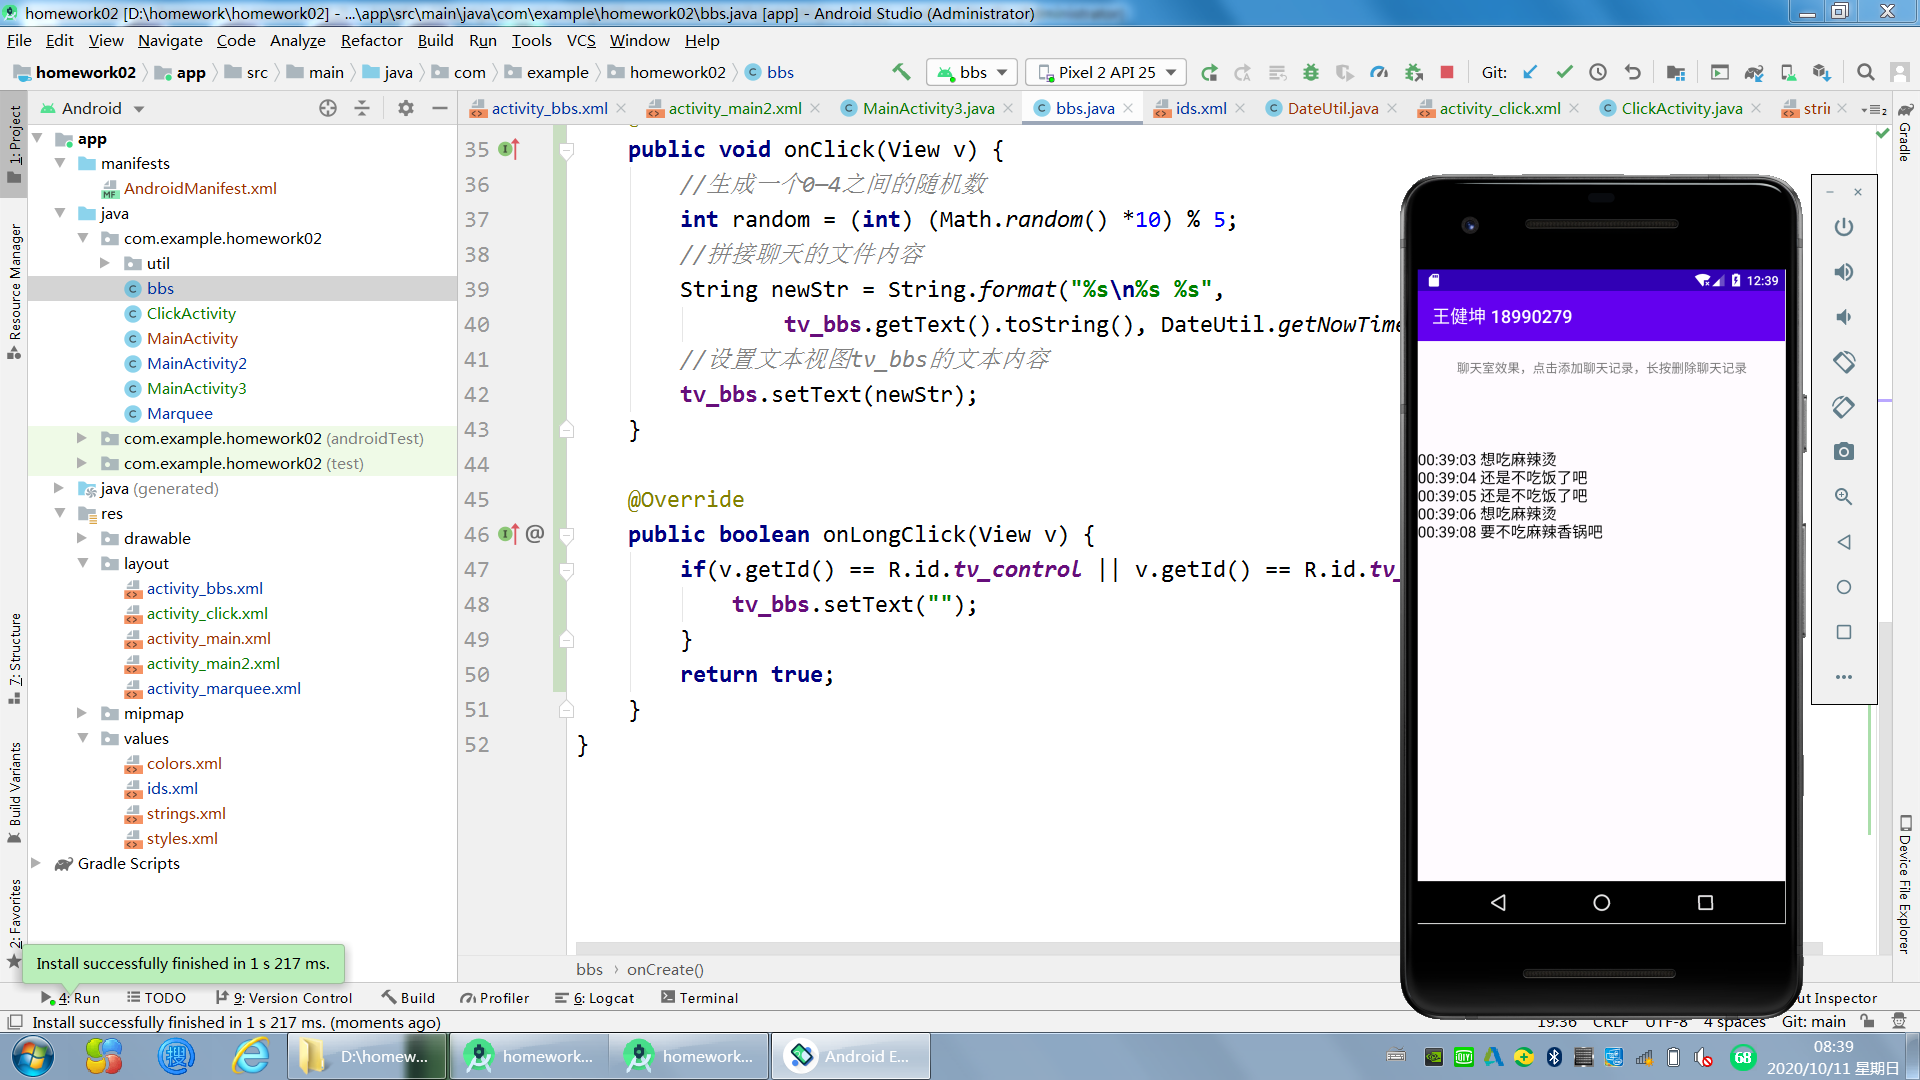 homework02 [D:\homework\homework02] - ...\app\src\main\java\com\example\homework02\bbs.java [app] - Android Studio (Administrator)
File Edit View Navigate Code Analyze Refactor Build Run Tools VCS Window Help
homework02 app src main java com example homework02 bbs
bbs Pixel 2 API 25 Git:
Android
activity_bbs.xml activity_main2.xml MainActivity3.java bbs.java ids.xml DateUtil.java activity_click.xml ClickActivity.java
1: Project
Resource Manager
7: Structure
Build Variants
2: Favorites
app
manifests
AndroidManifest.xml
java
com.example.homework02
util
bbs
ClickActivity
MainActivity
MainActivity2
MainActivity3
Marquee
com.example.homework02 (androidTest)
com.example.homework02 (test)
java (generated)
res
drawable
layout
activity_bbs.xml
activity_click.xml
activity_main.xml
activity_main2.xml
activity_marquee.xml
mipmap
values
colors.xml
ids.xml
strings.xml
styles.xml
Gradle Scripts
35 public void onClick(View v) {
36 //生成一个0—4之间的随机数
37 int random = (int) (Math.random() *10) % 5;
38 //拼接聊天的文件内容
39 String newStr = String.format("%s\n%s %s",
40 tv_bbs.getText().toString(), DateUtil.getNowTime
41 //设置文本视图tv_bbs的文本内容
42 tv_bbs.setText(newStr);
43 }
44
45 @Override
46 @ public boolean onLongClick(View v) {
47 if(v.getId() == R.id.tv_control || v.getId() == R.id.tv_
48 tv_bbs.setText("");
49 }
50 return true;
51 }
52 }
12:39
王健坤 18990279
聊天室效果，点击添加聊天记录，长按删除聊天记录
00:39:03 想吃麻辣烫
00:39:04 还是不吃饭了吧
00:39:05 还是不吃饭了吧
00:39:06 想吃麻辣烫
00:39:08 要不吃麻辣香锅吧
Gradle
Device File Explorer
bbs › onCreate()
Install successfully finished in 1 s 217 ms.
4: Run TODO 9: Version Control Build Profiler 6: Logcat Terminal Inspector
Install successfully finished in 1 s 217 ms. (moments ago)
19:36 CRLF UTF-8 4 spaces Git: main
D:\homew... homework... homework... Android E...
68
08:39
2020/10/11 星期日